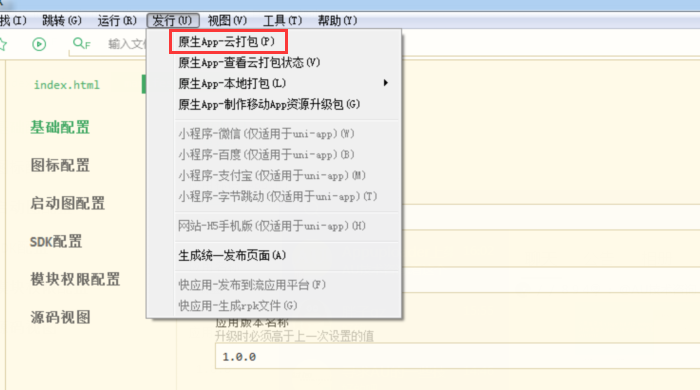 找(I) 跳转(G) 运行(R) 发行(U) 视图(V) 工具(T) 帮助(Y)
输入文
index.html
基础配置
图标配置
启动图配置
SDK配置
模块权限配置
源码视图
原生App-云打包(P)
原生App-查看云打包状态(V)
原生App-本地打包(L)
原生App-制作移动App资源升级包(G)
小程序-微信(仅适用于uni-app)(W)
小程序-百度(仅适用于uni-app)(B)
小程序-支付宝(仅适用于uni-app)(M)
小程序-字节跳动(仅适用于uni-app)(T)
网站-H5手机版(仅适用于uni-app)(H)
生成统一发布页面(A)
快应用-发布到流应用平台(F)
快应用-生成rpk文件(G)
应用版本名称
升级时必须高于上一次设置的值
1.0.0